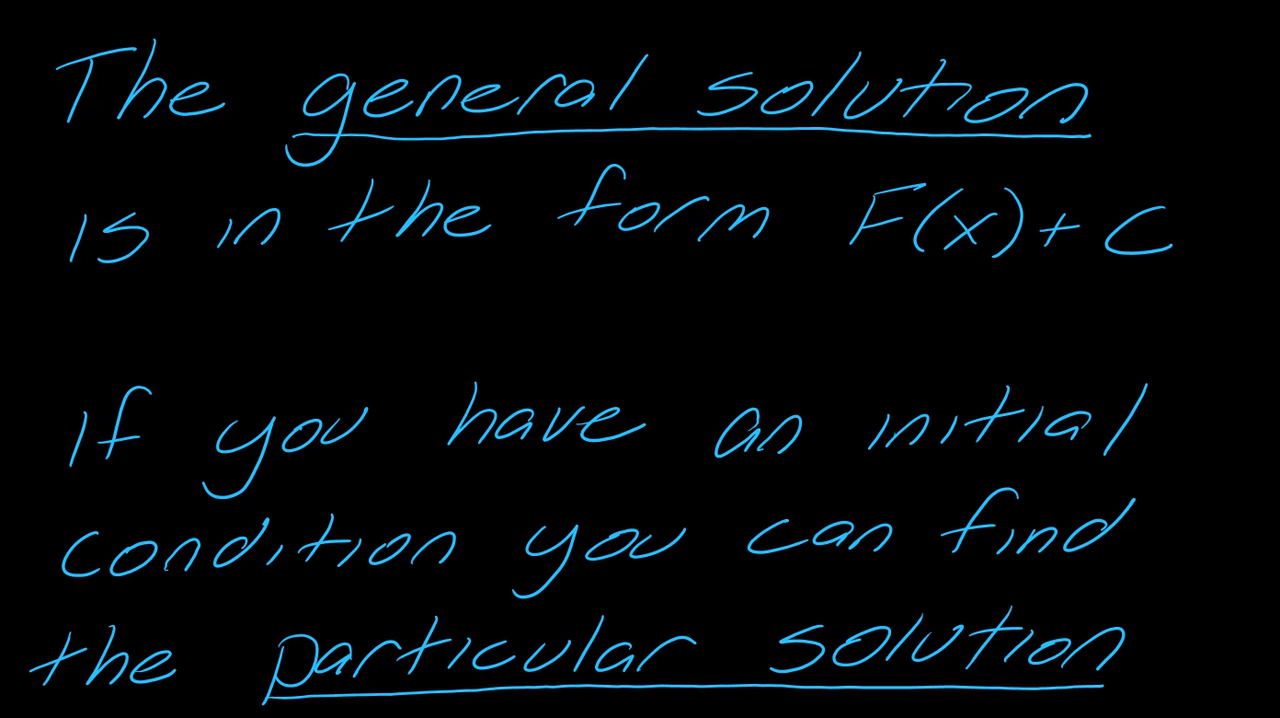 The general solution
is in the form F(x) + C
If you have an initial
condition you can find
the particular solution